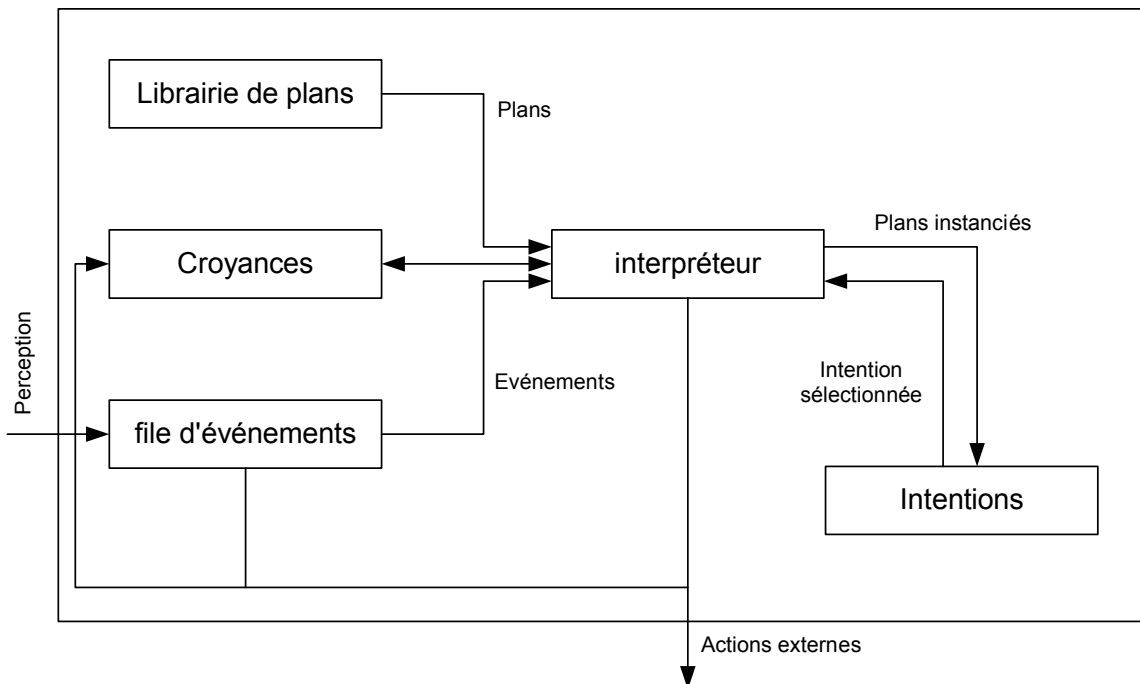 Librairie de plans
Plans
Croyances
interpréteur
Plans instanciés
Perception
file d'événements
Evénements
Intention
sélectionnée
Intentions
Actions externes